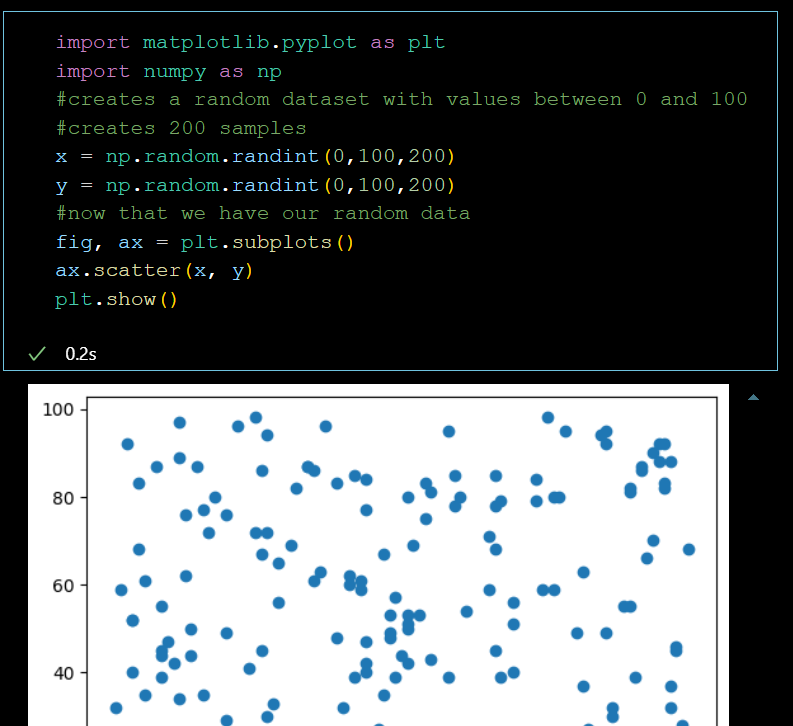 import matplotlib.pyplot as plt
import numpy as np
#creates a random dataset with values between 0 and 100
#creates 200 samples
x = np.random.randint(0,100,200)
y = np.random.randint(0,100,200)
#now that we have our random data
fig, ax = plt.subplots()
ax.scatter(x, y)
plt.show()
0.2s
100
80
60
40